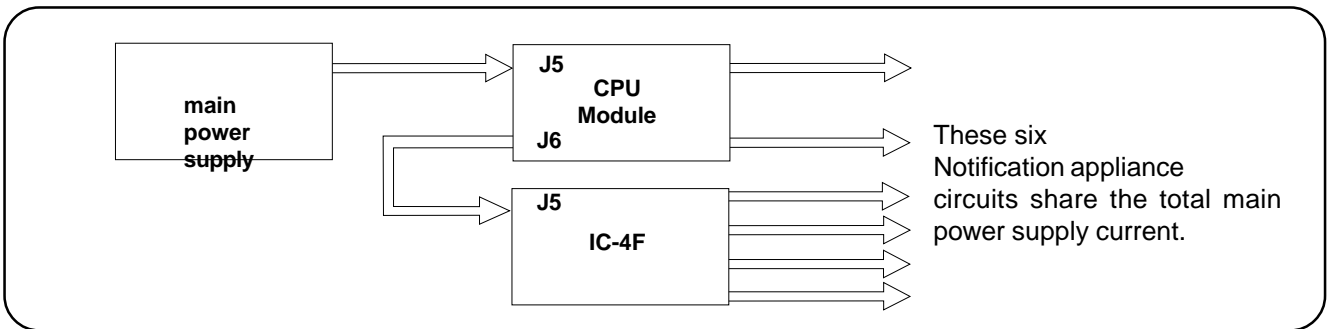 main
power
supply
J5
CPU
Module
J6
J5
IC-4F
These six
Notification appliance
circuits share the total main
power supply current.